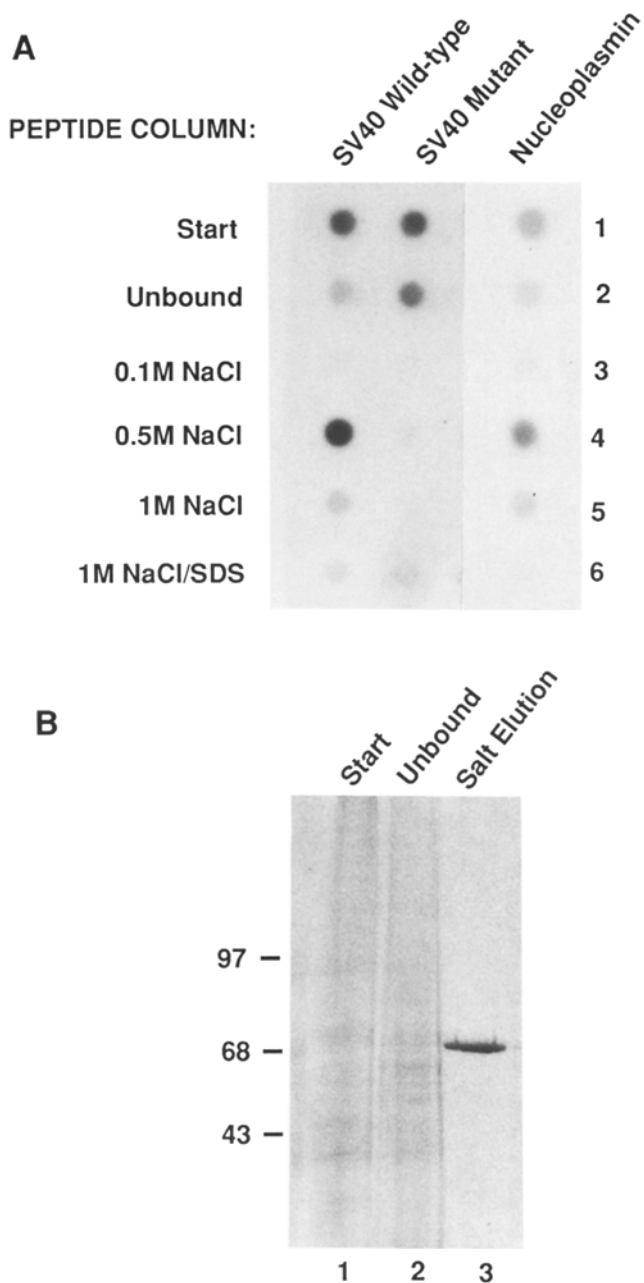 A
PEPTIDE COLUMN:
SV40 Wild-type
SV40 Mutant
Nucleoplasmin
Start 1
Unbound 2
0.1M NaCl 3
0.5M NaCl 4
1M NaCl 5
1M NaCl/SDS 6
B
Start
Unbound
Salt Elution
97
68
43
1 2 3